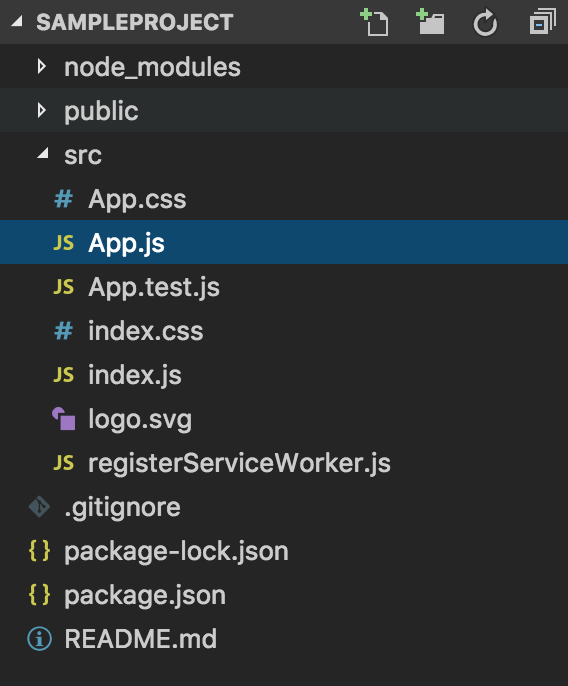 SAMPLEPROJECT
node_modules
public
src
# App.css
JS App.js
JS App.test.js
# index.css
JS index.js
logo.svg
JS registerServiceWorker.js
.gitignore
{} package-lock.json
{} package.json
README.md